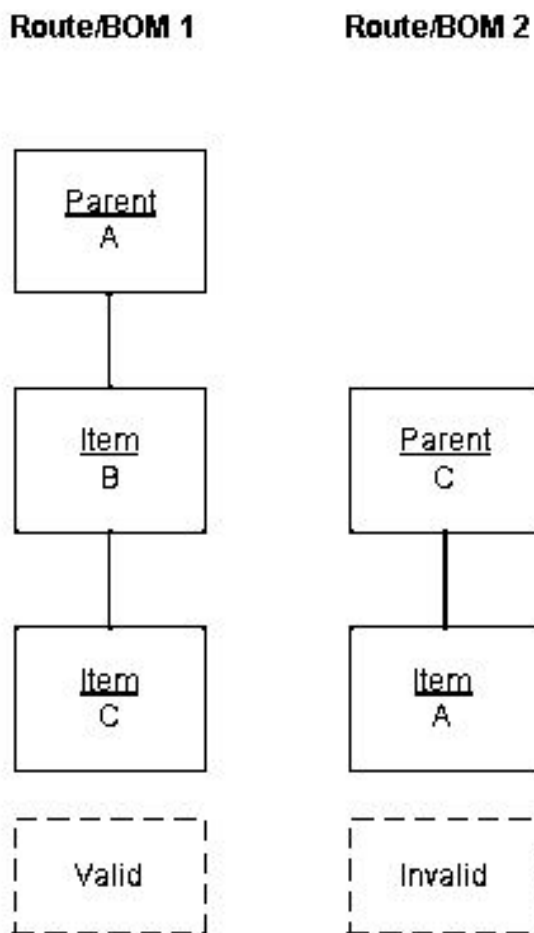 Route/BOM 1
Parent
A
Item
B
Item
C
Valid
Route/BOM 2
Parent
C
Item
A
Invalid